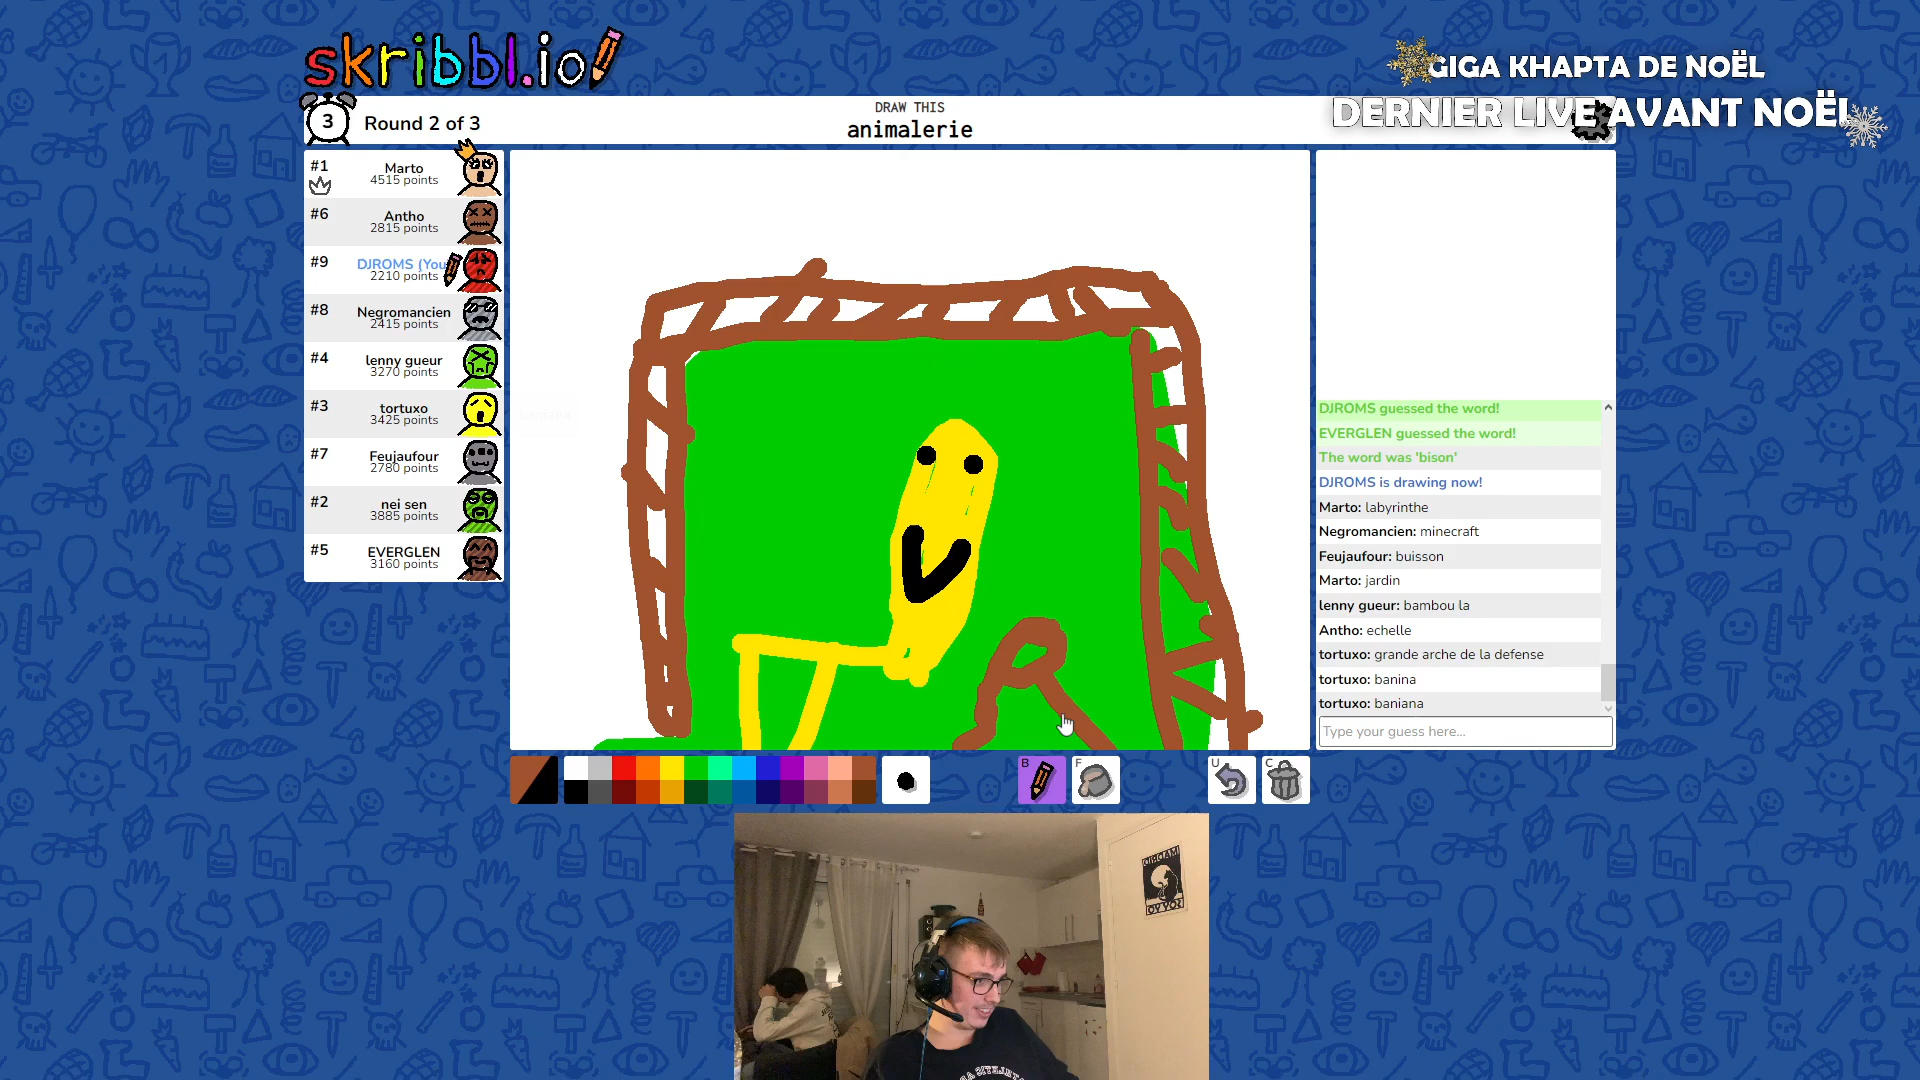 skribbl.io
GIGA KHAPTA DE NOËL
DERNIER LIVE AVANT NOËL
3
Round 2 of 3
DRAW THIS
animalerie
#1
Marto
4515 points
#6
Antho
2815 points
#9
DJROMS (You
2210 points
#8
Negromancien
2415 points
#4
lenny gueur
3270 points
#3
tortuxo
3425 points
#7
Feujaufour
2780 points
#2
nei sen
3885 points
#5
EVERGLEN
3160 points
DJROMS guessed the word!
EVERGLEN guessed the word!
The word was 'bison'
DJROMS is drawing now!
Marto: labyrinthe
Negromancien: minecraft
Feujaufour: buisson
Marto: jardin
lenny gueur: bambou la
Antho: echelle
tortuxo: grande arche de la defense
tortuxo: banina
tortuxo: baniana
Type your guess here...
B
F
U
C